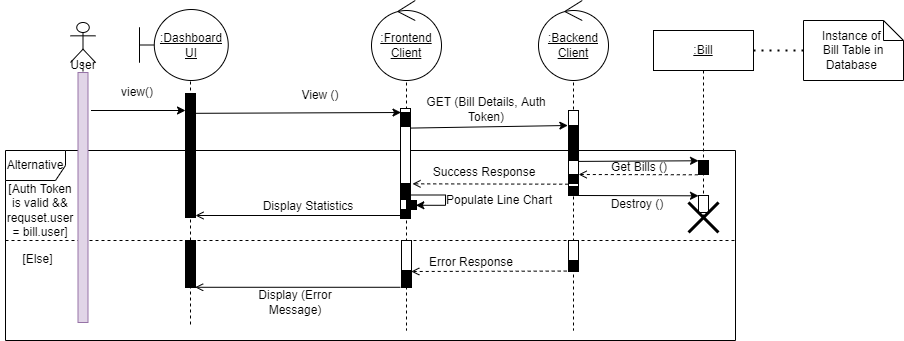 :Dashboard
UI
:Frontend
Client
:Backend
Client
:Bill
Instance of
Bill Table in
Database
User
view()
View ()
GET (Bill Details, Auth
Token)
Alternative
[Auth Token
is valid &&
requset.user
= bill.user]
Get Bills ()
Success Response
Populate Line Chart
Destroy ()
Display Statistics
[Else]
Error Response
Display (Error
Message)